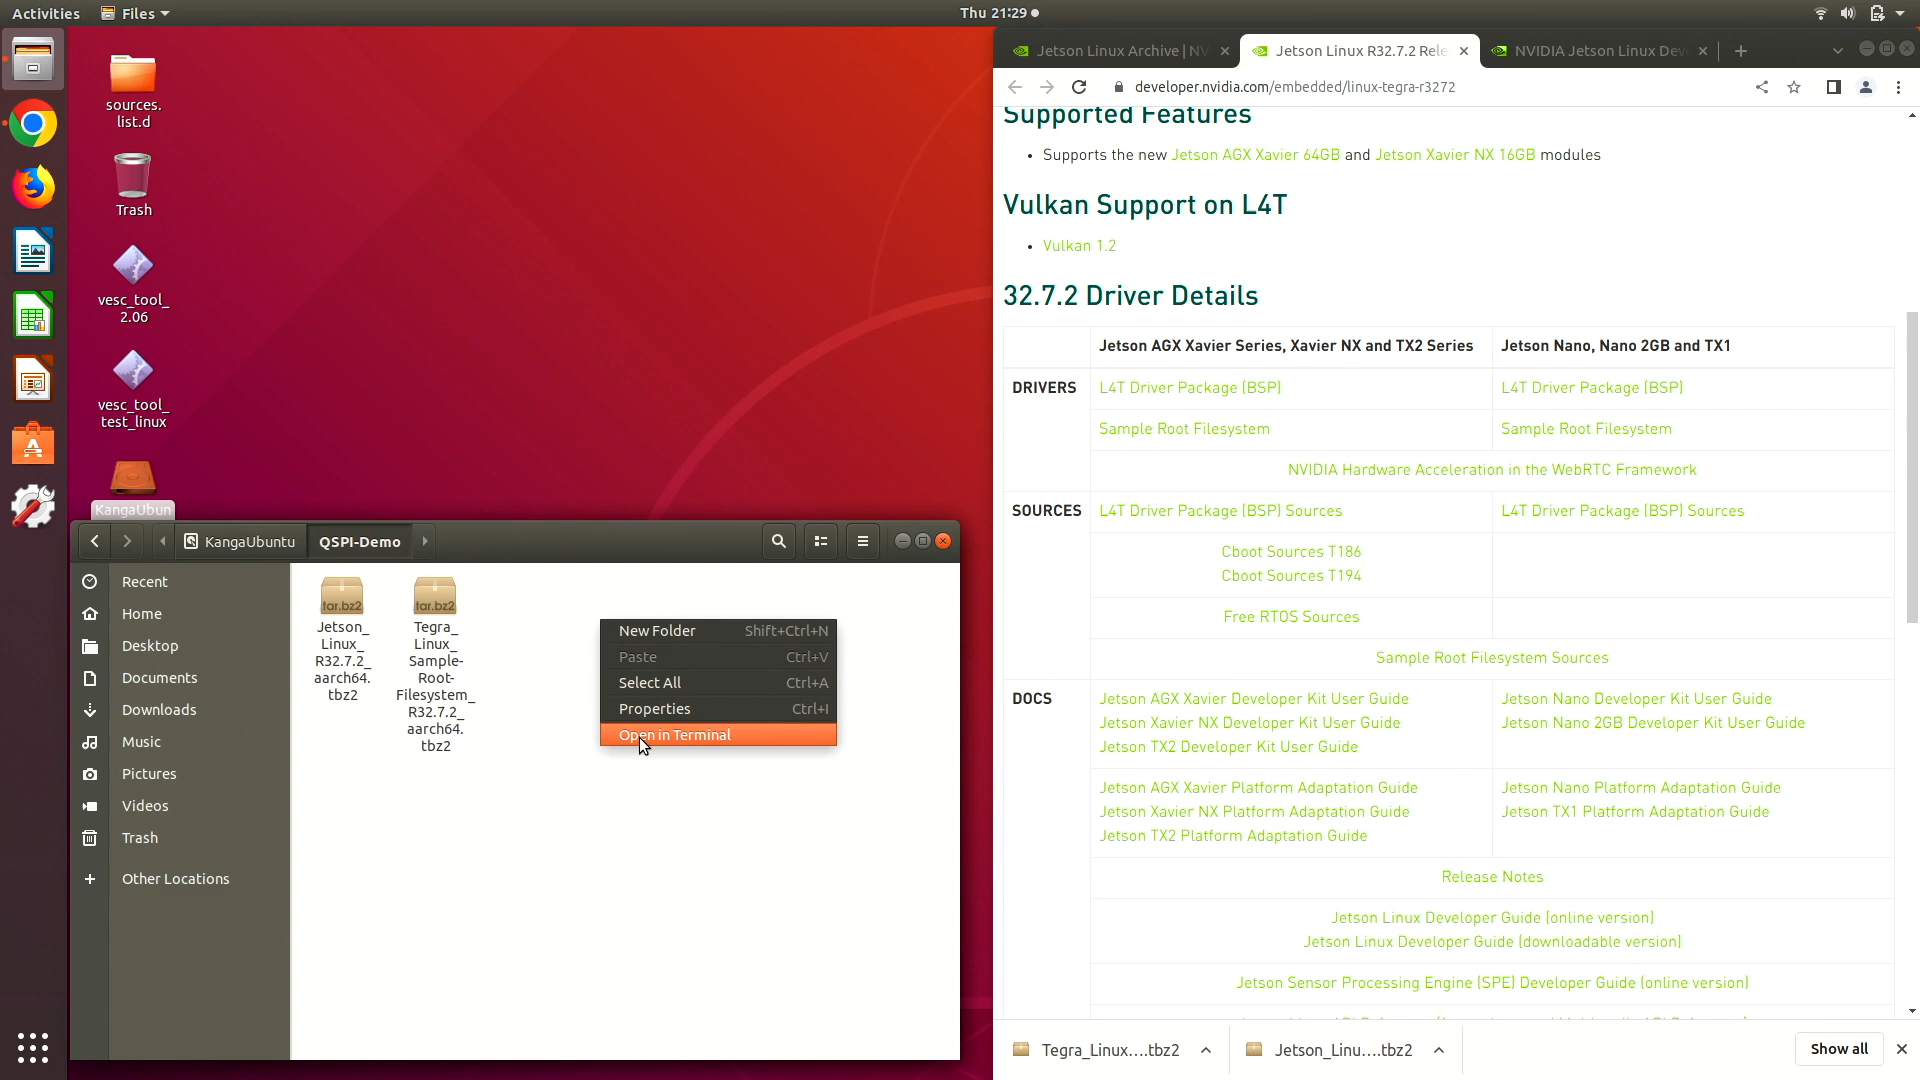 Activities
Files
Thu 21:29
sources.
list.d
Trash
vesc_tool_
2.06
vesc_tool_
test_linux
KangaUbun
KangaUbuntu
QSPI-Demo
Recent
Home
Desktop
Documents
Downloads
Music
Pictures
Videos
Trash
Other Locations
tar.bz2
Jetson_
Linux_
R32.7.2_
aarch64.
tbz2
tar.bz2
Tegra_
Linux_
Sample-
Root-
Filesystem_
R32.7.2_
aarch64.
tbz2
New Folder Shift+Ctrl+N
Paste Ctrl+V
Select All Ctrl+A
Properties Ctrl+I
Open in Terminal
Jetson Linux Archive | NV
Jetson Linux R32.7.2 Rele
NVIDIA Jetson Linux Dev
developer.nvidia.com/embedded/linux-tegra-r3272
Supported Features
• Supports the new Jetson AGX Xavier 64GB and Jetson Xavier NX 16GB modules
Vulkan Support on L4T
• Vulkan 1.2
32.7.2 Driver Details
Jetson AGX Xavier Series, Xavier NX and TX2 Series Jetson Nano, Nano 2GB and TX1
DRIVERS L4T Driver Package (BSP) L4T Driver Package (BSP)
Sample Root Filesystem Sample Root Filesystem
NVIDIA Hardware Acceleration in the WebRTC Framework
SOURCES L4T Driver Package (BSP) Sources L4T Driver Package (BSP) Sources
Cboot Sources T186
Cboot Sources T194
Free RTOS Sources
Sample Root Filesystem Sources
DOCS Jetson AGX Xavier Developer Kit User Guide Jetson Nano Developer Kit User Guide
Jetson Xavier NX Developer Kit User Guide Jetson Nano 2GB Developer Kit User Guide
Jetson TX2 Developer Kit User Guide
Jetson AGX Xavier Platform Adaptation Guide Jetson Nano Platform Adaptation Guide
Jetson Xavier NX Platform Adaptation Guide Jetson TX1 Platform Adaptation Guide
Jetson TX2 Platform Adaptation Guide
Release Notes
Jetson Linux Developer Guide (online version)
Jetson Linux Developer Guide (downloadable version)
Jetson Sensor Processing Engine (SPE) Developer Guide (online version)
Tegra_Linux....tbz2
Jetson_Linu....tbz2
Show all